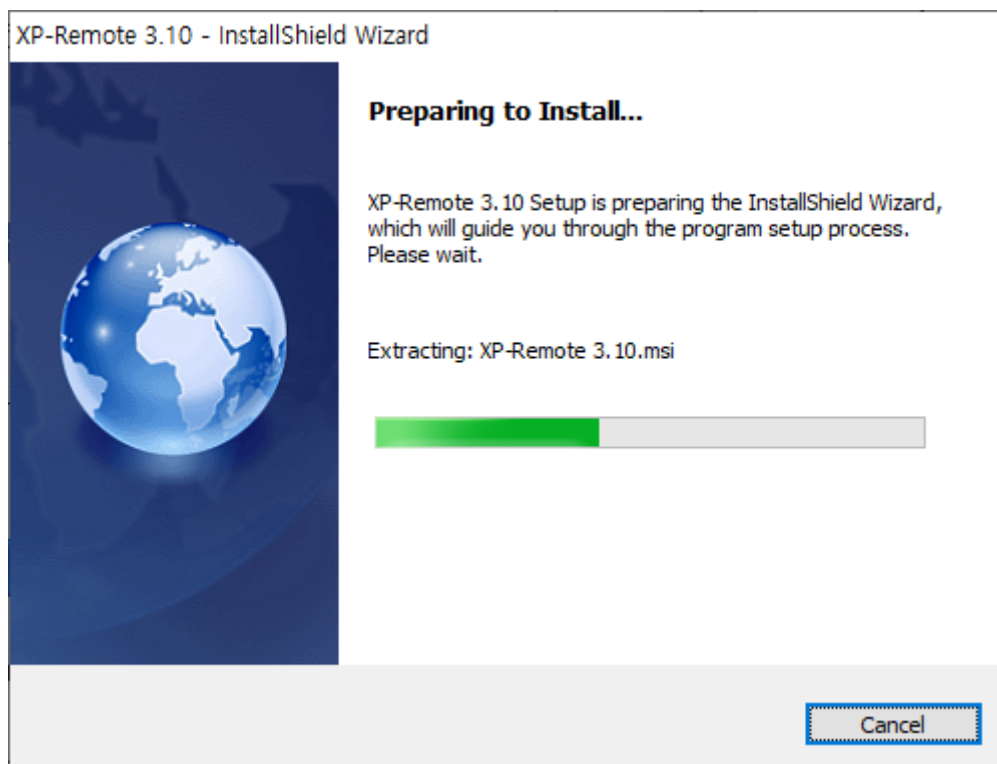 XP-Remote 3.10 - InstallShield Wizard
Preparing to Install...
XP-Remote 3.10 Setup is preparing the InstallShield Wizard,
which will guide you through the program setup process.
Please wait.
Extracting: XP-Remote 3.10.msi
Cancel